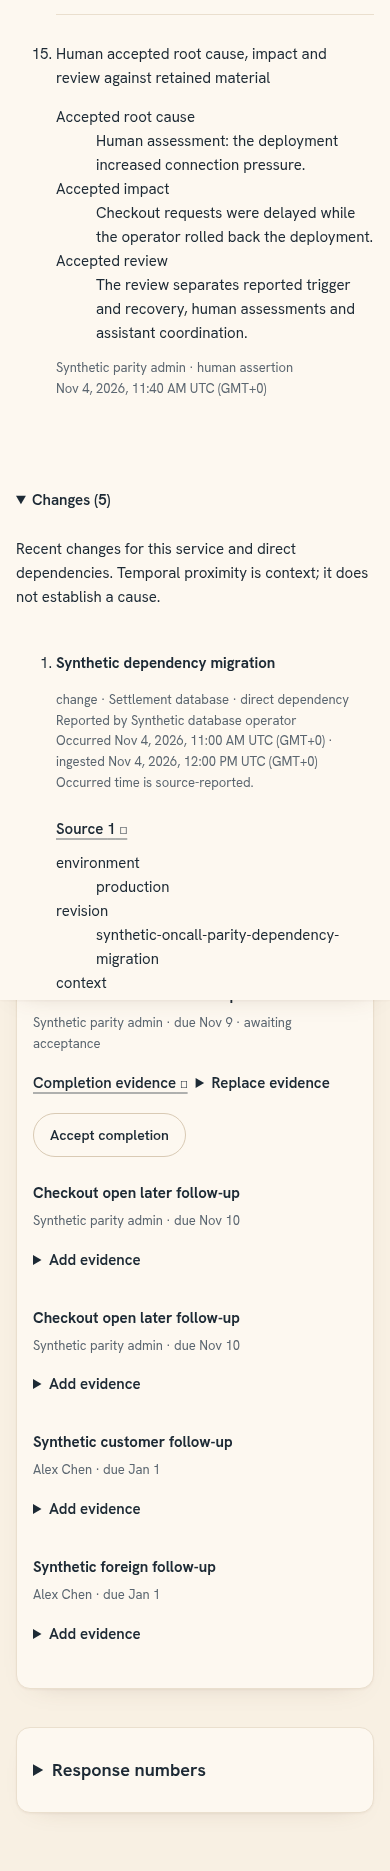 15. Human accepted root cause, impact and
review against retained material
Accepted root cause
Human assessment: the deployment
increased connection pressure.
Accepted impact
Checkout requests were delayed while
the operator rolled back the deployment.
Accepted review
The review separates reported trigger
and recovery, human assessments and
assistant coordination.
Synthetic parity admin · human assertion
Nov 4, 2026, 11:40 AM UTC (GMT+0)
▼ Changes (5)
Recent changes for this service and direct
dependencies. Temporal proximity is context; it does
not establish a cause.
1. Synthetic dependency migration
change · Settlement database · direct dependency
Reported by Synthetic database operator
Occurred Nov 4, 2026, 11:00 AM UTC (GMT+0) ·
ingested Nov 4, 2026, 12:00 PM UTC (GMT+0)
Occurred time is source-reported.
Source 1
environment
production
revision
synthetic-oncall-parity-dependency-
migration
context
Synthetic parity admin · due Nov 9 · awaiting
acceptance
Completion evidence ▶ Replace evidence
Accept completion
Checkout open later follow-up
Synthetic parity admin · due Nov 10
▶ Add evidence
Checkout open later follow-up
Synthetic parity admin · due Nov 10
▶ Add evidence
Synthetic customer follow-up
Alex Chen · due Jan 1
▶ Add evidence
Synthetic foreign follow-up
Alex Chen · due Jan 1
▶ Add evidence
▶ Response numbers